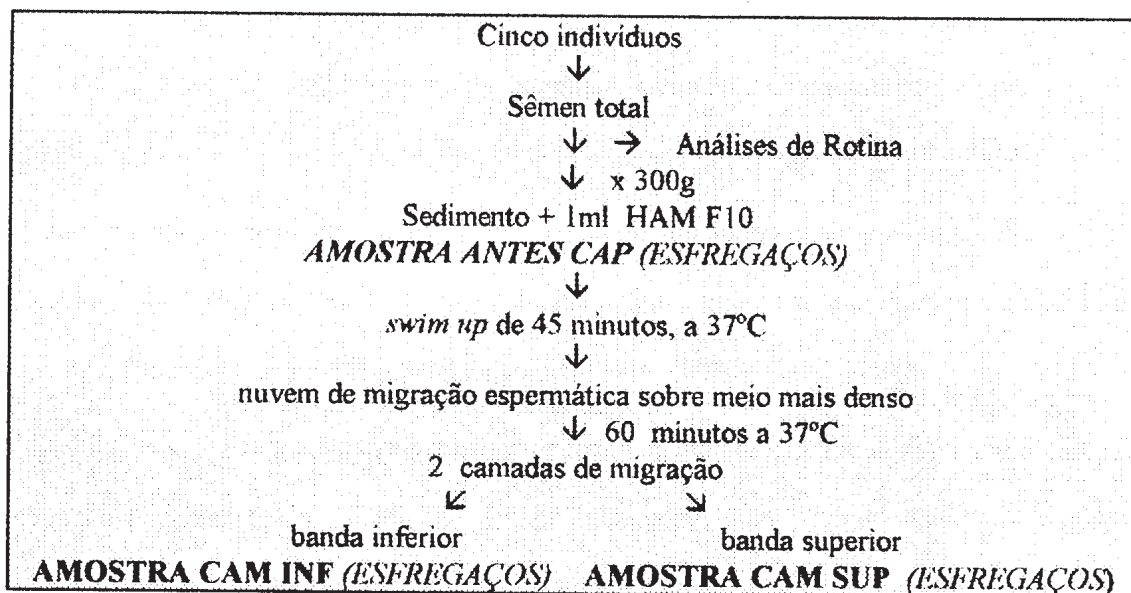 Cinco indivíduos
↓
Sêmen total
↓ → Análises de Rotina
↓ x 300g
Sedimento + 1ml HAM F10
AMOSTRA ANTES CAP (ESFREGAÇOS)
↓
swim up de 45 minutos, a 37ºC
↓
nuvem de migração espermática sobre meio mais denso
↓ 60 minutos a 37ºC
2 camadas de migração
↙ ↘
banda inferior banda superior
AMOSTRA CAM INF (ESFREGAÇOS) AMOSTRA CAM SUP (ESFREGAÇOS)